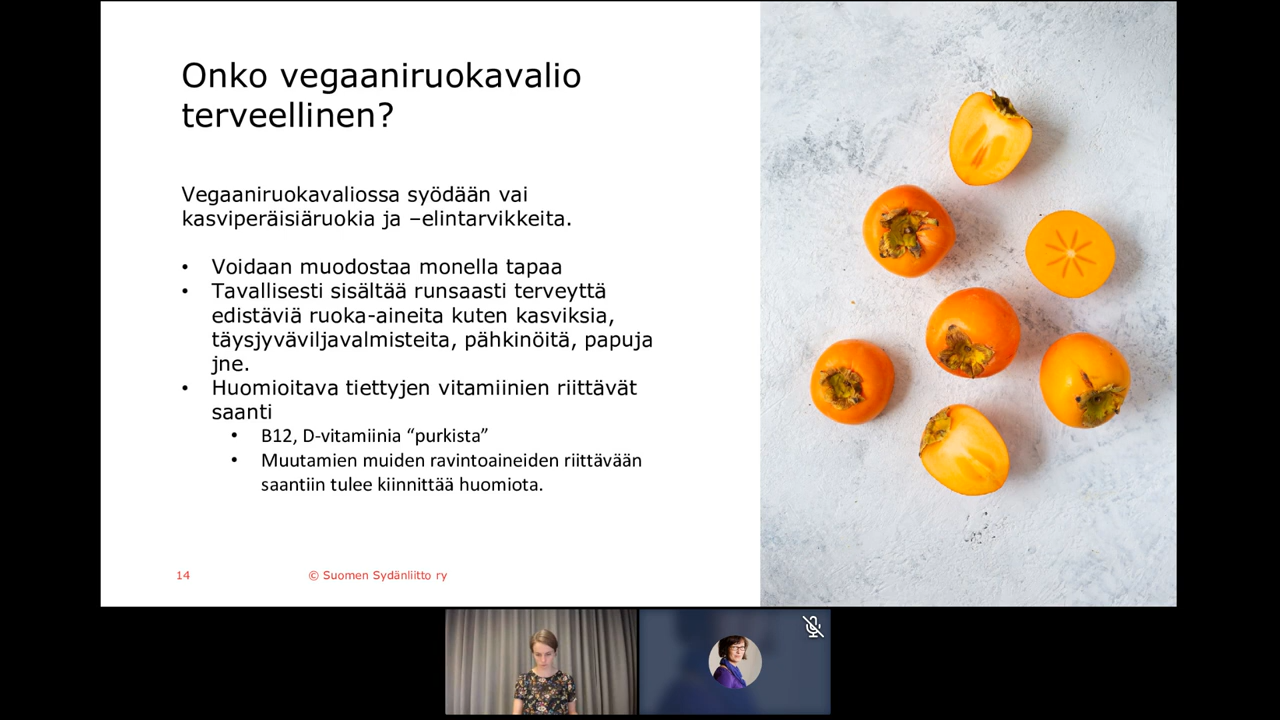 Onko vegaaniruokavalio
terveellinen?
Vegaaniruokavaliossa syödään vai
kasviperäisiäruokia ja –elintarvikkeita.
• Voidaan muodostaa monella tapaa
• Tavallisesti sisältää runsaasti terveyttä
edistäviä ruoka-aineita kuten kasviksia,
täysjyväviljavalmisteita, pähkinöitä, papuja
jne.
• Huomioitava tiettyjen vitamiinien riittävät
saanti
• B12, D-vitamiinia “purkista”
• Muutamien muiden ravintoaineiden riittävään
saantiin tulee kiinnittää huomiota.
14 © Suomen Sydänliitto ry